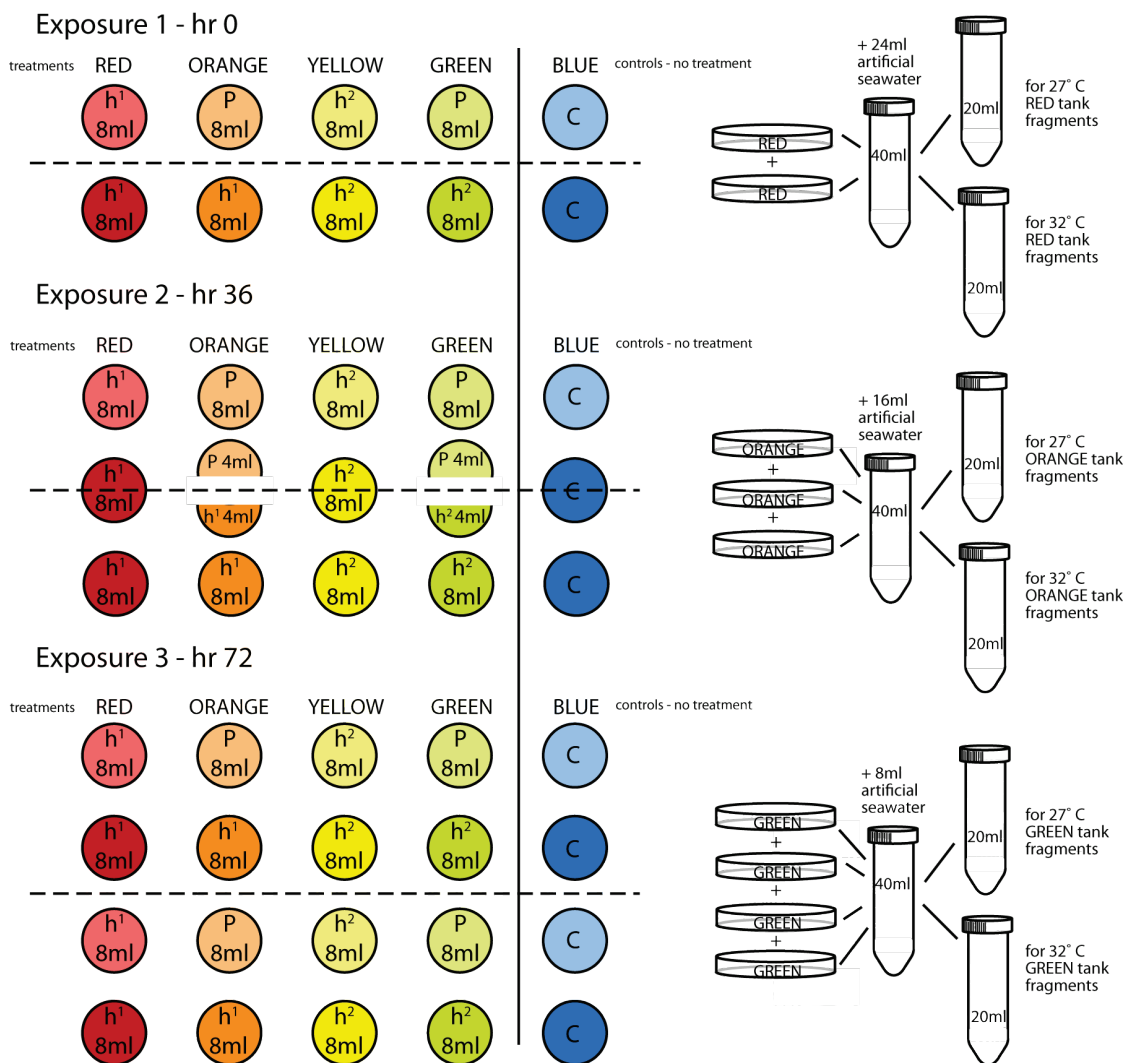 Exposure 1 - hr 0
treatments RED ORANGE YELLOW GREEN BLUE controls - no treatment
h¹ P h² P C
8ml 8ml 8ml 8ml
h¹ h¹ h² h² C
8ml 8ml 8ml 8ml
+ 24ml
artificial
seawater
RED
+
RED
40ml
20ml
for 27° C
RED tank
fragments
20ml
for 32° C
RED tank
fragments
Exposure 2 - hr 36
treatments RED ORANGE YELLOW GREEN BLUE controls - no treatment
h¹ P h² P C
8ml 8ml 8ml 8ml
h¹ P 4ml h² P 4ml C
8ml h¹ 4ml 8ml h² 4ml
h¹ h¹ h² h² C
8ml 8ml 8ml 8ml
+ 16ml
artificial
seawater
ORANGE
+
ORANGE
+
ORANGE
40ml
20ml
for 27° C
ORANGE tank
fragments
20ml
for 32° C
ORANGE tank
fragments
Exposure 3 - hr 72
treatments RED ORANGE YELLOW GREEN BLUE controls - no treatment
h¹ P h² P C
8ml 8ml 8ml 8ml
h¹ h¹ h² h² C
8ml 8ml 8ml 8ml
h¹ P h² P C
8ml 8ml 8ml 8ml
h¹ h¹ h² h² C
8ml 8ml 8ml 8ml
+ 8ml
artificial
seawater
GREEN
+
GREEN
+
GREEN
+
GREEN
40ml
20ml
for 27° C
GREEN tank
fragments
20ml
for 32° C
GREEN tank
fragments